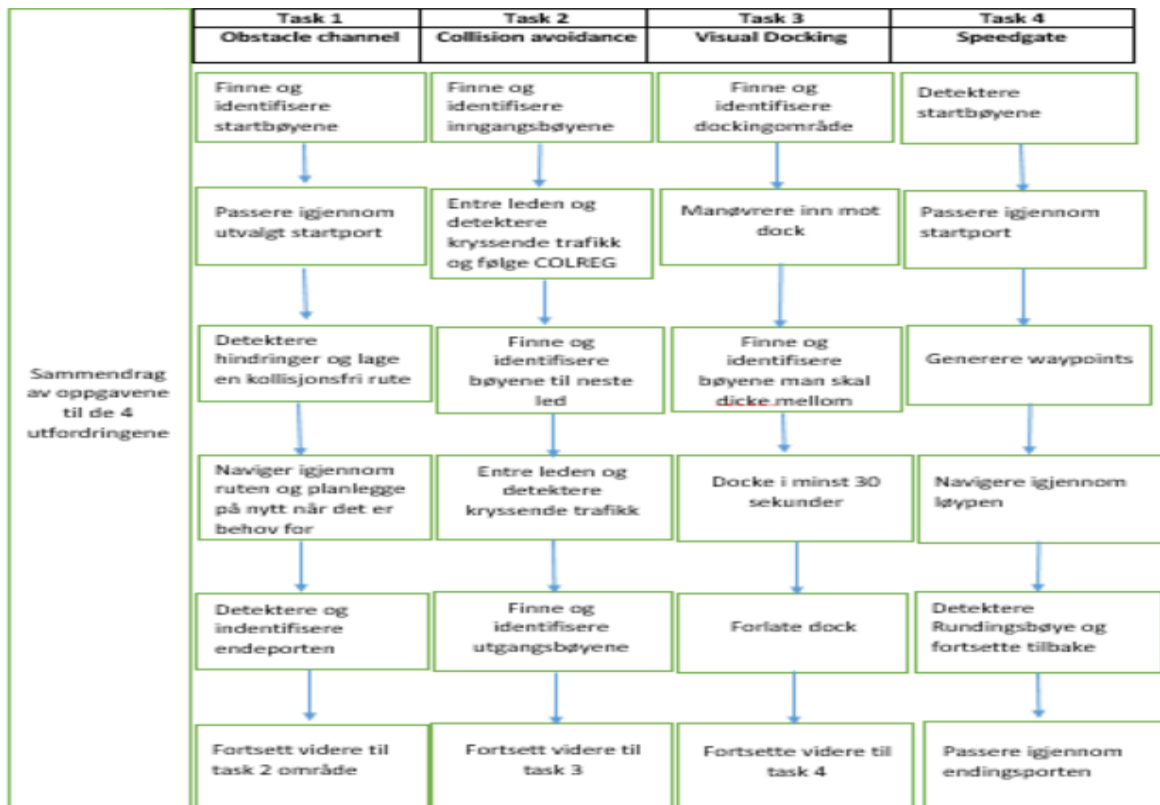 Task 1
Task 2
Task 3
Task 4
Obstacle channel
Collision avoidance
Visual Docking
Speedgate
Sammendrag
av oppgavene
til de 4
utfordringene
Finne og
identifisere
startbøyene
Passere igjennom
utvalgt startport
Detektere
hindringer og lage
en kollisjonsfri rute
Naviger igjennom
ruten og planlegge
på nytt når det er
behov for
Detektere og
indentifisere
endeporten
Fortsett videre til
task 2 område
Finne og
identifisere
inngangsbøyene
Entre leden og
detektere
kryssende trafikk
og følge COLREG
Finne og
identifisere
bøyene til neste
led
Entre leden og
detektere
kryssende trafikk
Finne og
identifisere
utgangsbøyene
Fortsett videre til
task 3
Finne og
identifisere
dockingområde
Manøvrere inn mot
dock
Finne og
identifisere
bøyene man skal
dicke mellom
Docke i minst 30
sekunder
Forlate dock
Fortsette videre til
task 4
Detektere
startbøyene
Passere igjennom
startport
Generere waypoints
Navigere igjennom
løypen
Detektere
Rundingsbøye og
fortsette tilbake
Passere igjennom
endingsporten